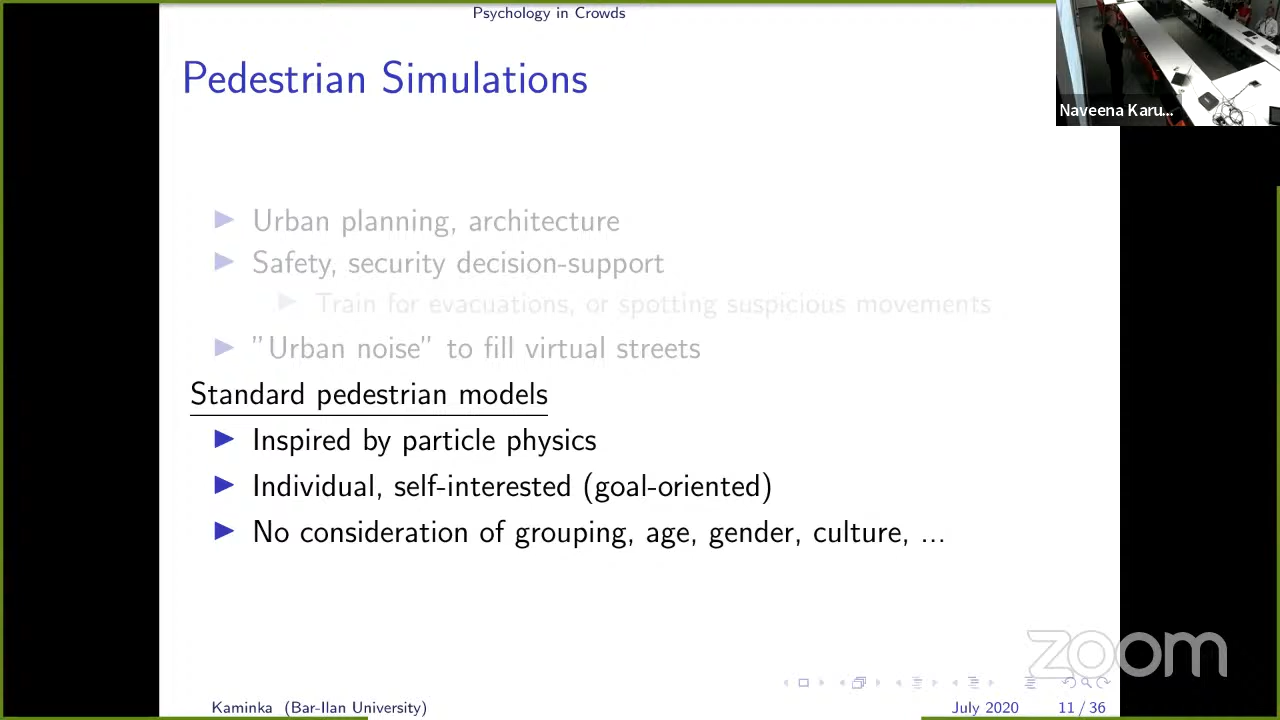 Psychology in Crowds
Pedestrian Simulations
Naveena Karu...
Urban planning, architecture
Safety, security decision-support
Train for evacuations, or spotting suspicious movements
"Urban noise" to fill virtual streets
Standard pedestrian models
Inspired by particle physics
Individual, self-interested (goal-oriented)
No consideration of grouping, age, gender, culture, ...
zoom
Kaminka (Bar-Ilan University)
July 2020 11 / 36